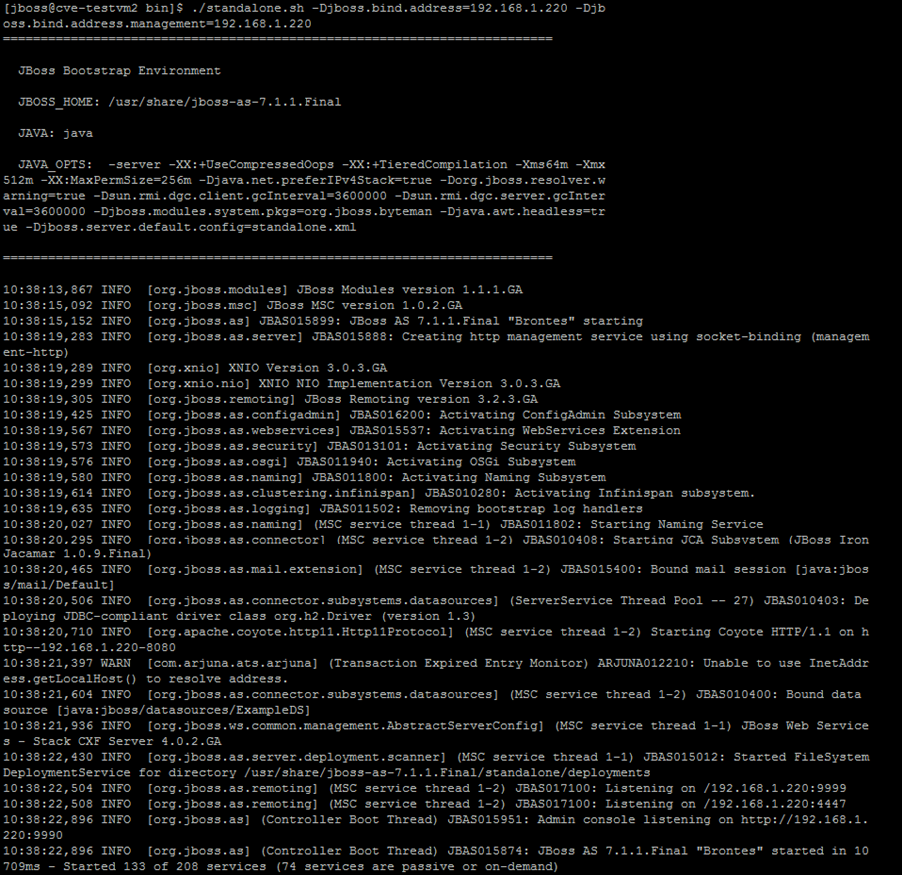 [jboss@cve-testvm2 bin]$ ./standalone.sh -Djboss.bind.address=192.168.1.220 -Djb
oss.bind.address.management=192.168.1.220
=========================================================================
JBoss Bootstrap Environment
JBOSS_HOME: /usr/share/jboss-as-7.1.1.Final
JAVA: java
JAVA_OPTS:  -server -XX:+UseCompressedOops -XX:+TieredCompilation -Xms64m -Xmx
512m -XX:MaxPermSize=256m -Djava.net.preferIPv4Stack=true -Dorg.jboss.resolver.w
arning=true -Dsun.rmi.dgc.client.gcInterval=3600000 -Dsun.rmi.dgc.server.gcInter
val=3600000 -Djboss.modules.system.pkgs=org.jboss.byteman -Djava.awt.headless=tr
ue -Djboss.server.default.config=standalone.xml
=========================================================================
10:38:13,867 INFO  [org.jboss.modules] JBoss Modules version 1.1.1.GA
10:38:15,092 INFO  [org.jboss.msc] JBoss MSC version 1.0.2.GA
10:38:15,152 INFO  [org.jboss.as] JBAS015899: JBoss AS 7.1.1.Final "Brontes" starting
10:38:19,283 INFO  [org.jboss.as.server] JBAS015888: Creating http management service using socket-binding (managem
ent-http)
10:38:19,289 INFO  [org.xnio] XNIO Version 3.0.3.GA
10:38:19,299 INFO  [org.xnio.nio] XNIO NIO Implementation Version 3.0.3.GA
10:38:19,305 INFO  [org.jboss.remoting] JBoss Remoting version 3.2.3.GA
10:38:19,425 INFO  [org.jboss.as.configadmin] JBAS016200: Activating ConfigAdmin Subsystem
10:38:19,567 INFO  [org.jboss.as.webservices] JBAS015537: Activating WebServices Extension
10:38:19,573 INFO  [org.jboss.as.security] JBAS013101: Activating Security Subsystem
10:38:19,576 INFO  [org.jboss.as.osgi] JBAS011940: Activating OSGi Subsystem
10:38:19,580 INFO  [org.jboss.as.naming] JBAS011800: Activating Naming Subsystem
10:38:19,614 INFO  [org.jboss.as.clustering.infinispan] JBAS010280: Activating Infinispan subsystem.
10:38:19,635 INFO  [org.jboss.as.logging] JBAS011502: Removing bootstrap log handlers
10:38:20,027 INFO  [org.jboss.as.naming] (MSC service thread 1-1) JBAS011802: Starting Naming Service
10:38:20,295 INFO  [org.jboss.as.connector] (MSC service thread 1-2) JBAS010408: Starting JCA Subsystem (JBoss Iron
Jacamar 1.0.9.Final)
10:38:20,465 INFO  [org.jboss.as.mail.extension] (MSC service thread 1-2) JBAS015400: Bound mail session [java:jbos
s/mail/Default]
10:38:20,506 INFO  [org.jboss.as.connector.subsystems.datasources] (ServerService Thread Pool -- 27) JBAS010403: De
ploying JDBC-compliant driver class org.h2.Driver (version 1.3)
10:38:20,710 INFO  [org.apache.coyote.http11.Http11Protocol] (MSC service thread 1-2) Starting Coyote HTTP/1.1 on h
ttp--192.168.1.220-8080
10:38:21,397 WARN  [com.arjuna.ats.arjuna] (Transaction Expired Entry Monitor) ARJUNA012210: Unable to use InetAddr
ess.getLocalHost() to resolve address.
10:38:21,604 INFO  [org.jboss.as.connector.subsystems.datasources] (MSC service thread 1-2) JBAS010400: Bound data
source [java:jboss/datasources/ExampleDS]
10:38:21,936 INFO  [org.jboss.ws.common.management.AbstractServerConfig] (MSC service thread 1-1) JBoss Web Service
s - Stack CXF Server 4.0.2.GA
10:38:22,430 INFO  [org.jboss.as.server.deployment.scanner] (MSC service thread 1-1) JBAS015012: Started FileSystem
DeploymentService for directory /usr/share/jboss-as-7.1.1.Final/standalone/deployments
10:38:22,504 INFO  [org.jboss.as.remoting] (MSC service thread 1-2) JBAS017100: Listening on /192.168.1.220:9999
10:38:22,508 INFO  [org.jboss.as.remoting] (MSC service thread 1-2) JBAS017100: Listening on /192.168.1.220:4447
10:38:22,896 INFO  [org.jboss.as] (Controller Boot Thread) JBAS015951: Admin console listening on http://192.168.1.
220:9990
10:38:22,896 INFO  [org.jboss.as] (Controller Boot Thread) JBAS015874: JBoss AS 7.1.1.Final "Brontes" started in 10
709ms - Started 133 of 208 services (74 services are passive or on-demand)